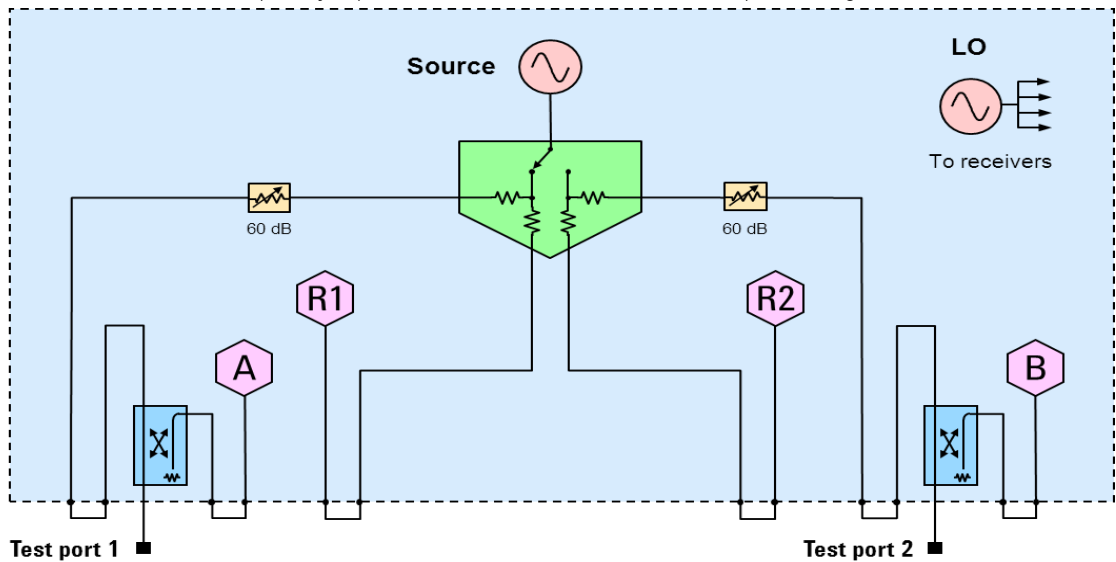 Source
LO
To receivers
60 dB
60 dB
R1
R2
A
B
Test port 1
Test port 2